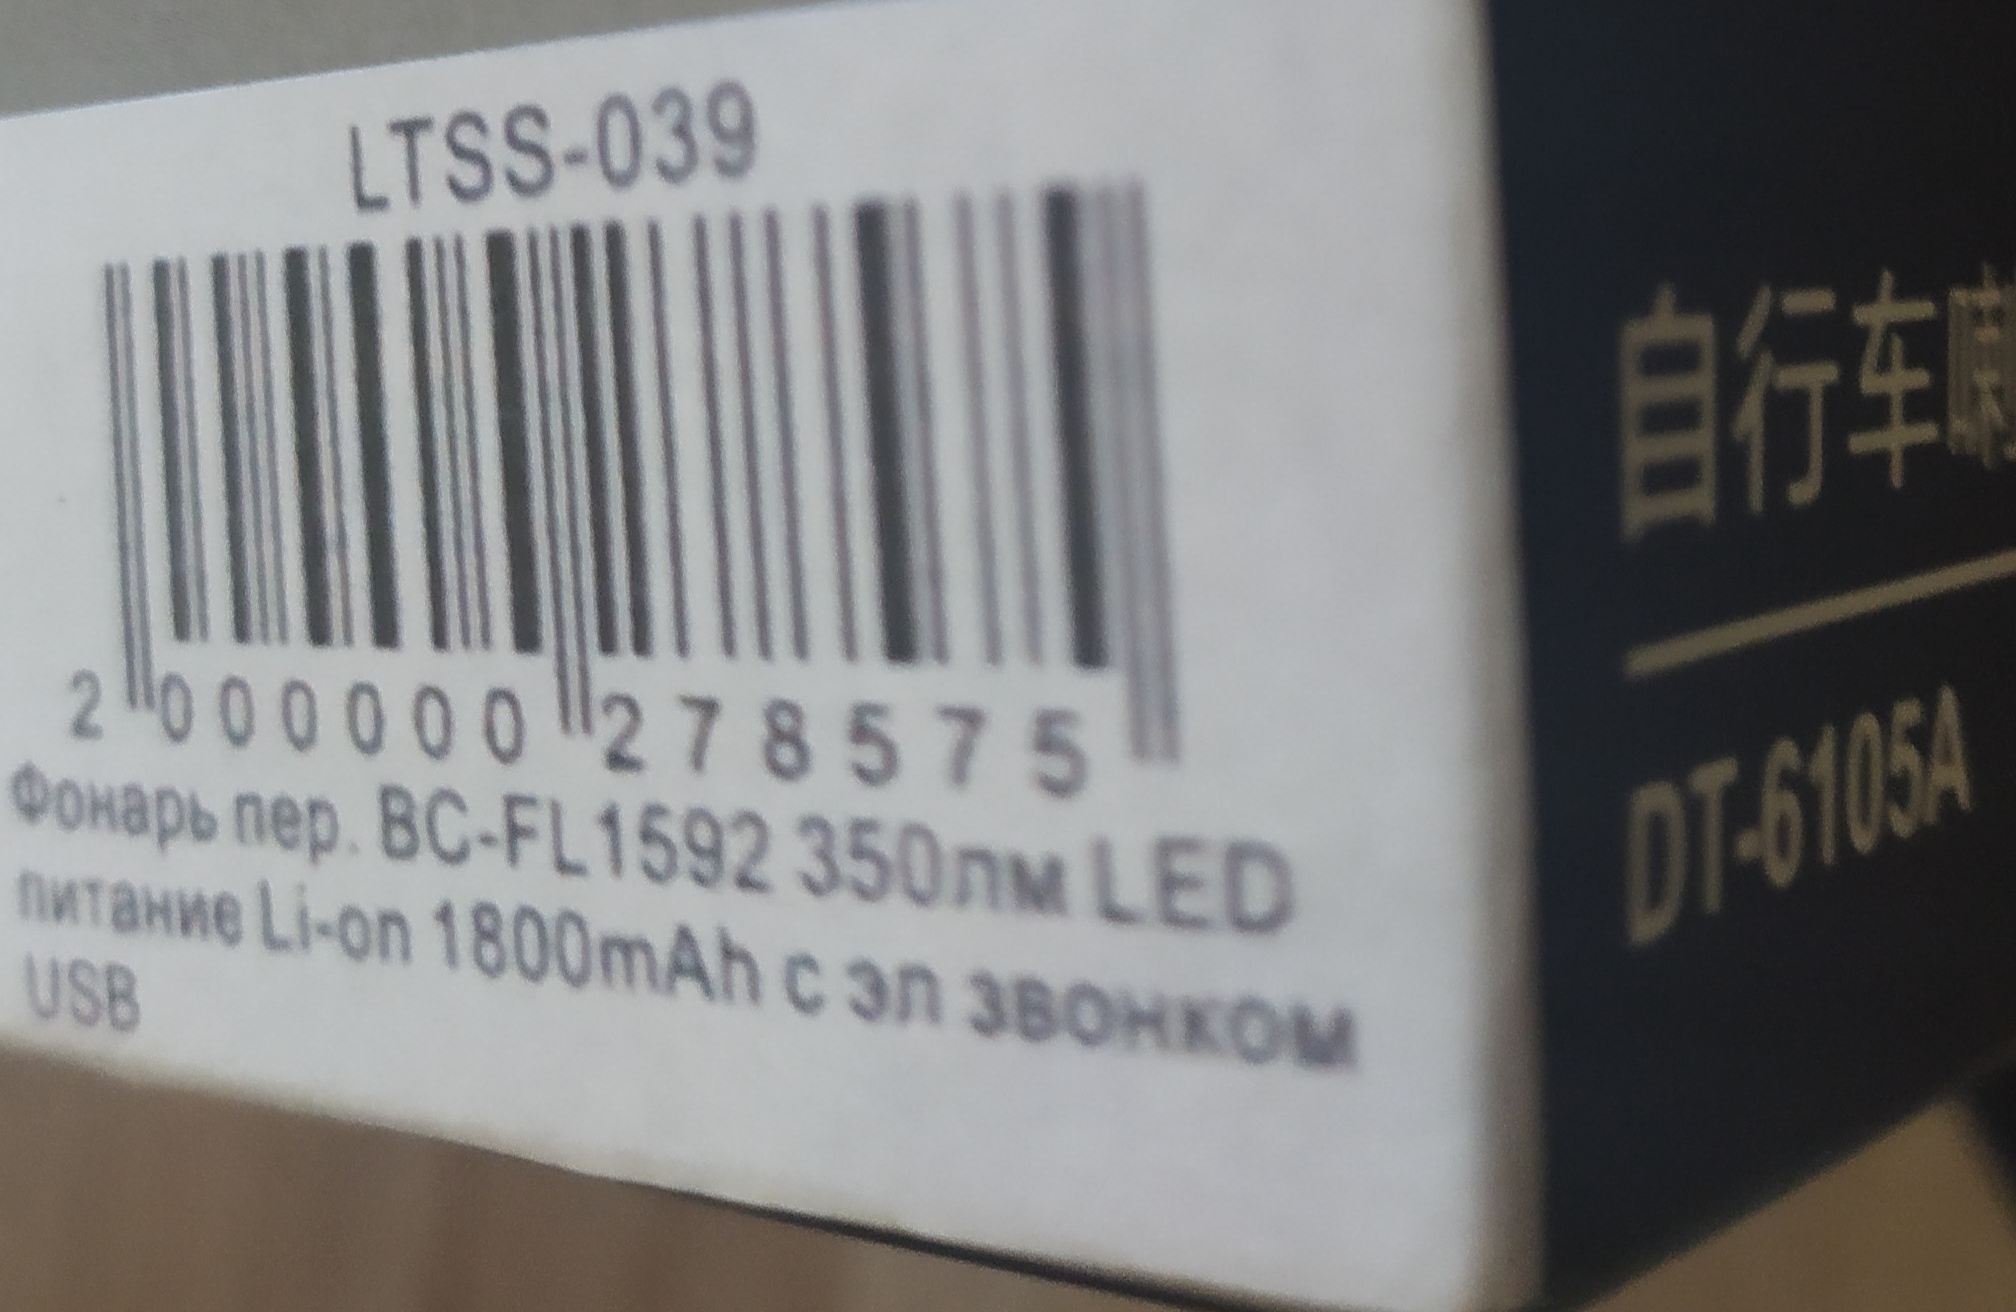 LTSS-039
2 000000 278575
Фонарь пер. BC-FL1592 350лм LED
питание Li-on 1800mAh с эл звонком
USB
自行车喇
DT-6105A